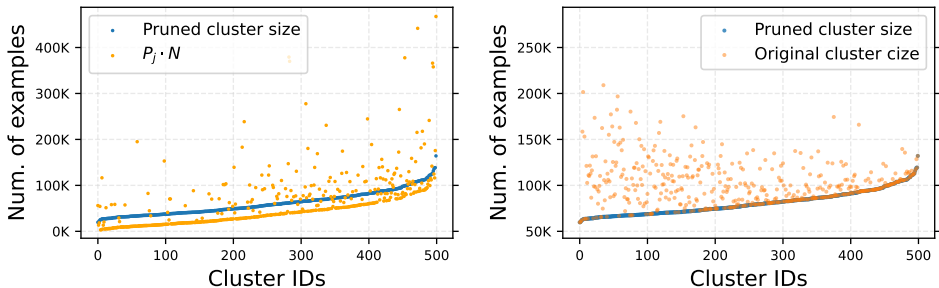 Num. of examples
400K
300K
200K
100K
0K
Pruned cluster size
P_j · N
0 100 200 300 400 500
Cluster IDs
Num. of examples
250K
200K
150K
100K
50K
Pruned cluster size
Original cluster cize
0 100 200 300 400 500
Cluster IDs